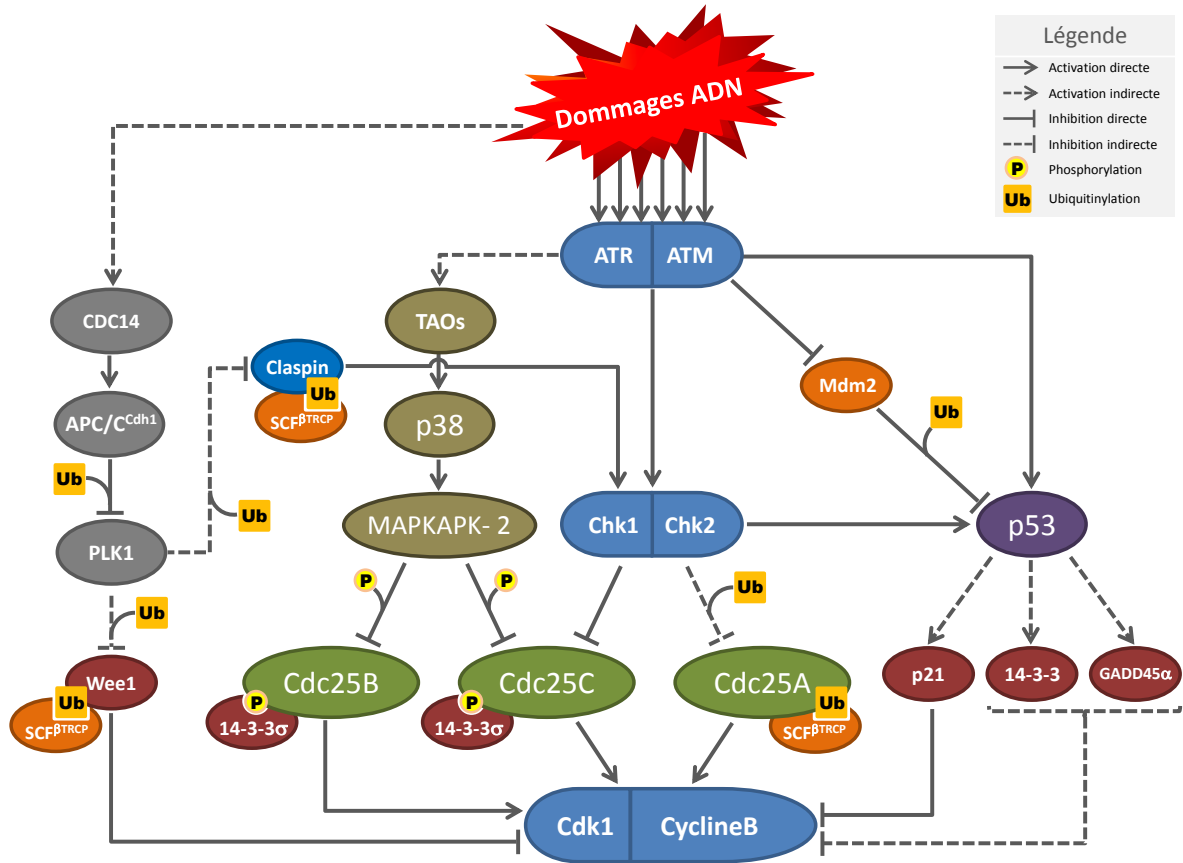 Légende
Activation directe
Activation indirecte
Inhibition directe
Inhibition indirecte
P Phosphorylation
Ub Ubiquitinylation
Dommages ADN
ATR ATM
CDC14
TAOs
Claspin
Ub
SCFβTRCP
Mdm2
APC/CCdh1
p38
Ub
Ub
Ub
PLK1
MAPKAPK- 2
Chk1 Chk2
p53
P
P
Ub
Ub
Wee1
Ub
SCFβTRCP
Cdc25B
P
14-3-3σ
Cdc25C
P
14-3-3σ
Cdc25A
Ub
SCFβTRCP
p21
14-3-3
GADD45α
Cdk1 CyclineB